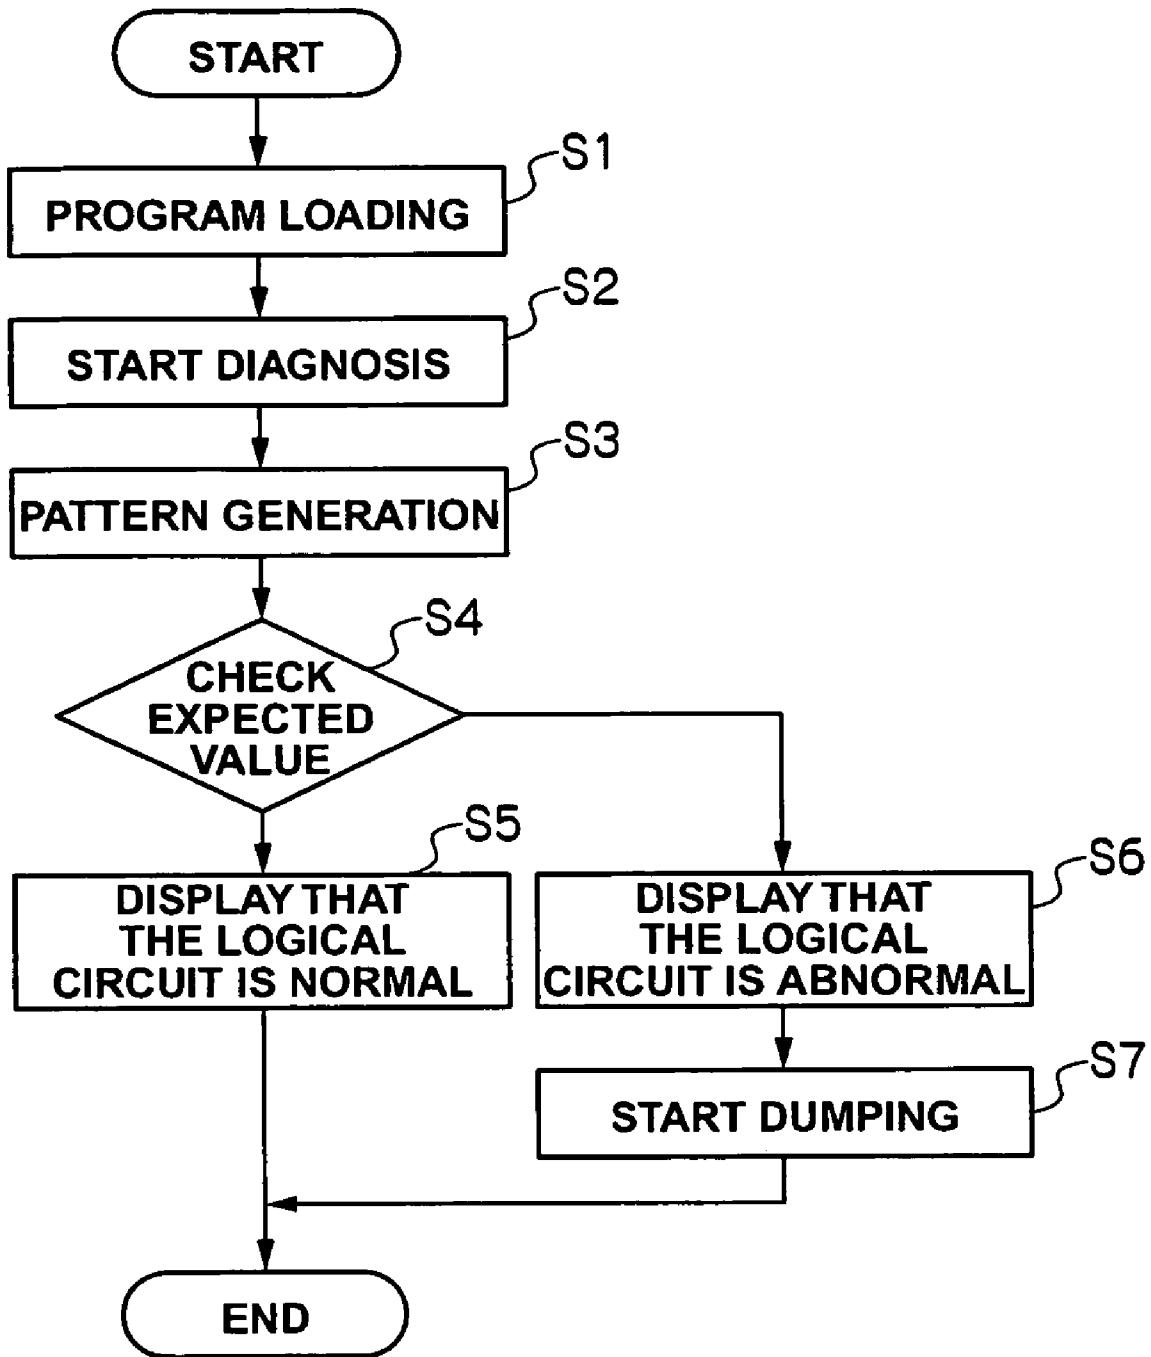 START
S1
PROGRAM LOADING
S2
START DIAGNOSIS
S3
PATTERN GENERATION
S4
CHECK
EXPECTED
VALUE
S5
DISPLAY THAT
THE LOGICAL
CIRCUIT IS NORMAL
S6
DISPLAY THAT
THE LOGICAL
CIRCUIT IS ABNORMAL
S7
START DUMPING
END